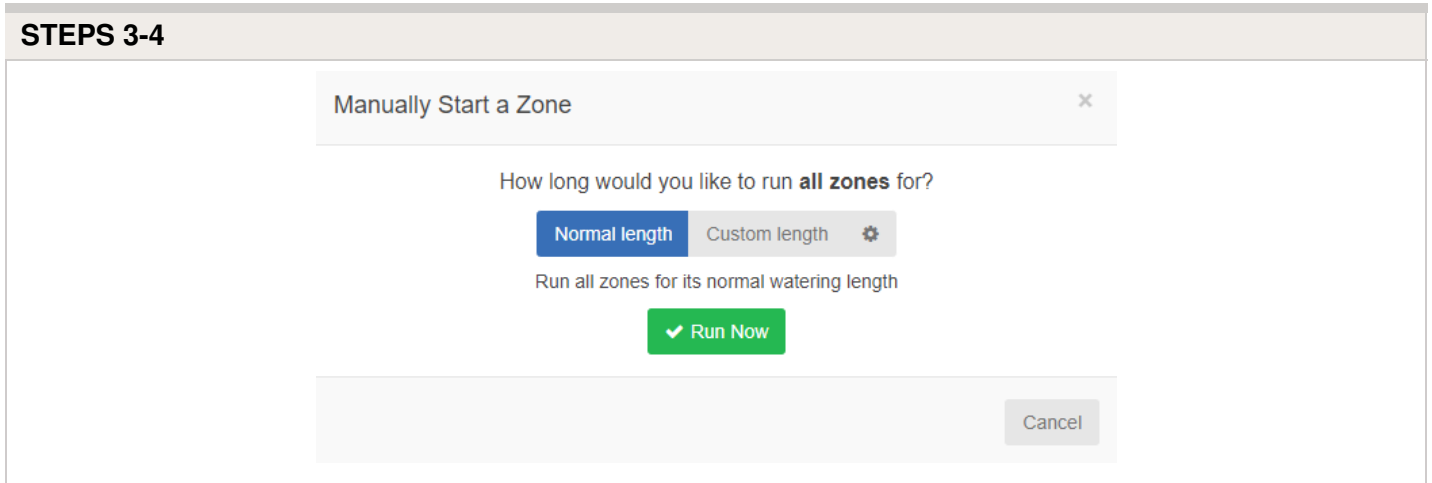 STEPS 3-4
Manually Start a Zone
×
How long would you like to run all zones for?
Normal length Custom length
Run all zones for its normal watering length
Run Now
Cancel